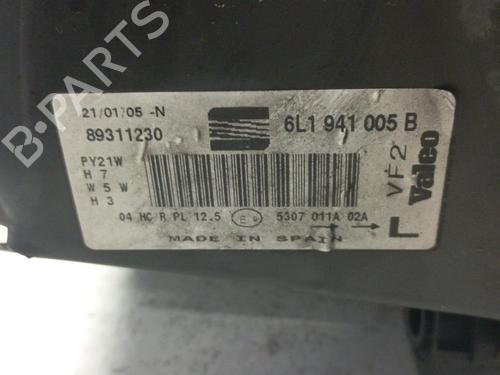 21/01/05 -N
89311230
6L1 941 005 B
PY21W
H 7
W 5 W
H 3
VF2
Valeo
L
04 HC R PL 12.5 E 5307 011A 02A
MADE IN SPAIN
B PARTS